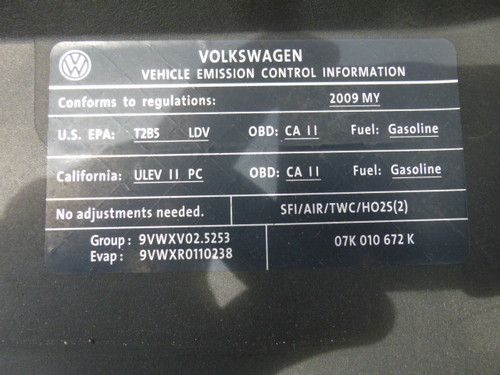 VOLKSWAGEN
VEHICLE EMISSION CONTROL INFORMATION
Conforms to regulations: 2009 MY
U.S. EPA: T2B5 LDV OBD: CA II Fuel: Gasoline
California: ULEV II PC OBD: CA II Fuel: Gasoline
No adjustments needed. SFI/AIR/TWC/HO2S(2)
Group : 9VWXV02.5253
Evap : 9VWXR0110238
07K 010 672 K